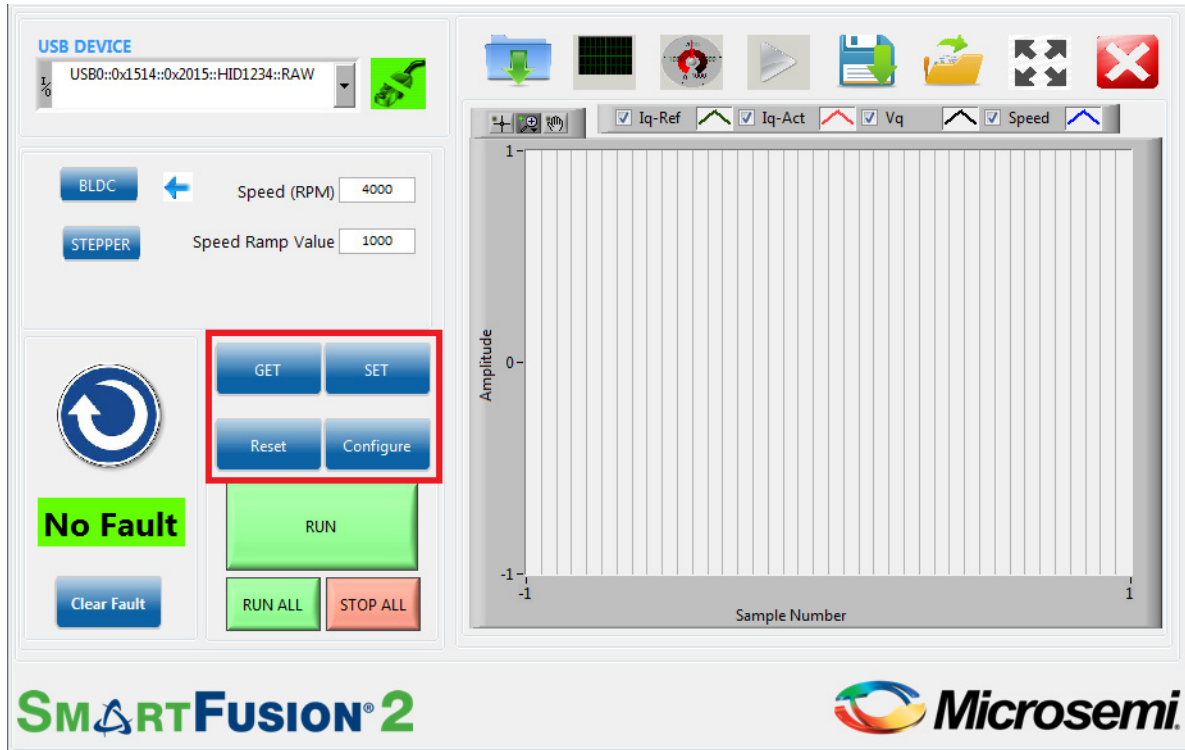 USB DEVICE
I/O
USB0::0x1514::0x2015::HID1234::RAW
BLDC
Speed (RPM) 4000
STEPPER
Speed Ramp Value 1000
GET SET
Reset Configure
No Fault
RUN
Clear Fault
RUN ALL STOP ALL
Iq-Ref Iq-Act Vq Speed
1
Amplitude
0
-1
-1 1
Sample Number
SMARTFUSION® 2
Microsemi.